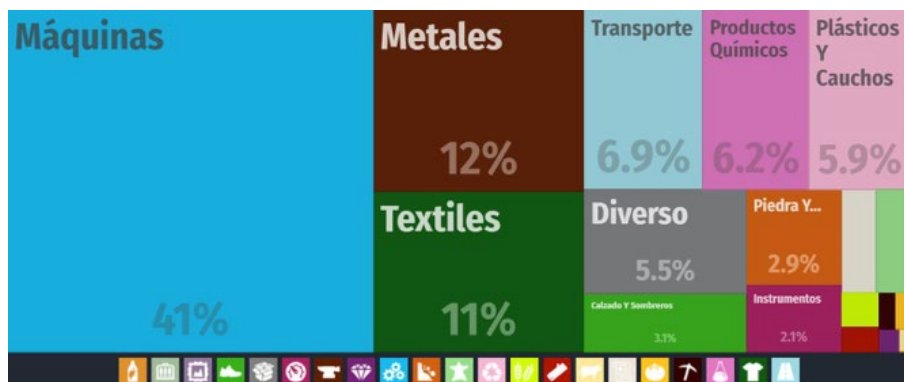 Máquinas
41%
Metales
12%
Textiles
11%
Transporte
6.9%
Productos
Químicos
6.2%
Plásticos
Y
Cauchos
5.9%
Diverso
5.5%
Piedra Y...
2.9%
Calzado Y Sombreros
3.1%
Instrumentos
2.1%